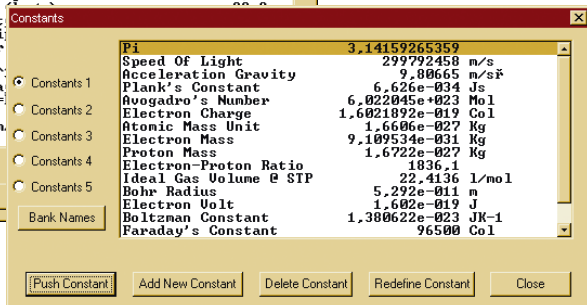 Constants
Pi 3,14159265359
Speed Of Light 299792458 m/s
Acceleration Gravity 9,80665 m/sř
Plank's Constant 6,626e-034 Js
Avogadro's Number 6,022045e+023 Mol
Electron Charge 1,6021892e-019 Col
Atomic Mass Unit 1,6606e-027 Kg
Electron Mass 9,109534e-031 Kg
Proton Mass 1,6722e-027 Kg
Electron-Proton Ratio 1836,1
Ideal Gas Volume @ STP 22,4136 l/mol
Bohr Radius 5,292e-011 m
Electron Volt 1,602e-019 J
Boltzman Constant 1,380622e-023 JK-1
Faraday's Constant 96500 Col
Constants 1
Constants 2
Constants 3
Constants 4
Constants 5
Bank Names
Push Constant Add New Constant Delete Constant Redefine Constant Close